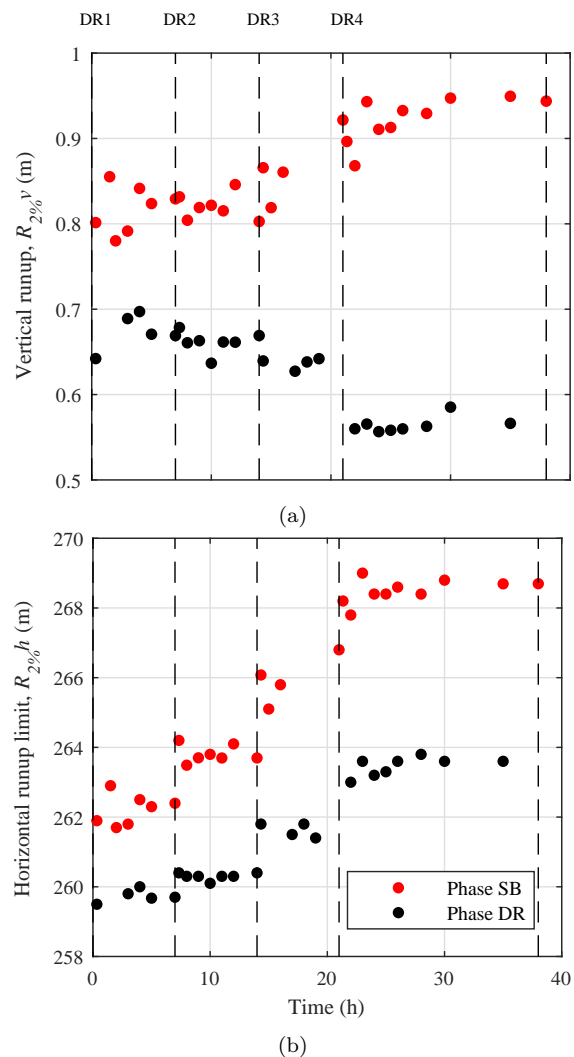 DR1 DR2 DR3 DR4
1
0.9
0.8
0.7
0.6
0.5
Vertical runup, R2%v (m)
(a)
270
268
266
264
262
260
258
Horizontal runup limit, R2%h (m)
Phase SB
Phase DR
0 10 20 30 40
Time (h)
(b)